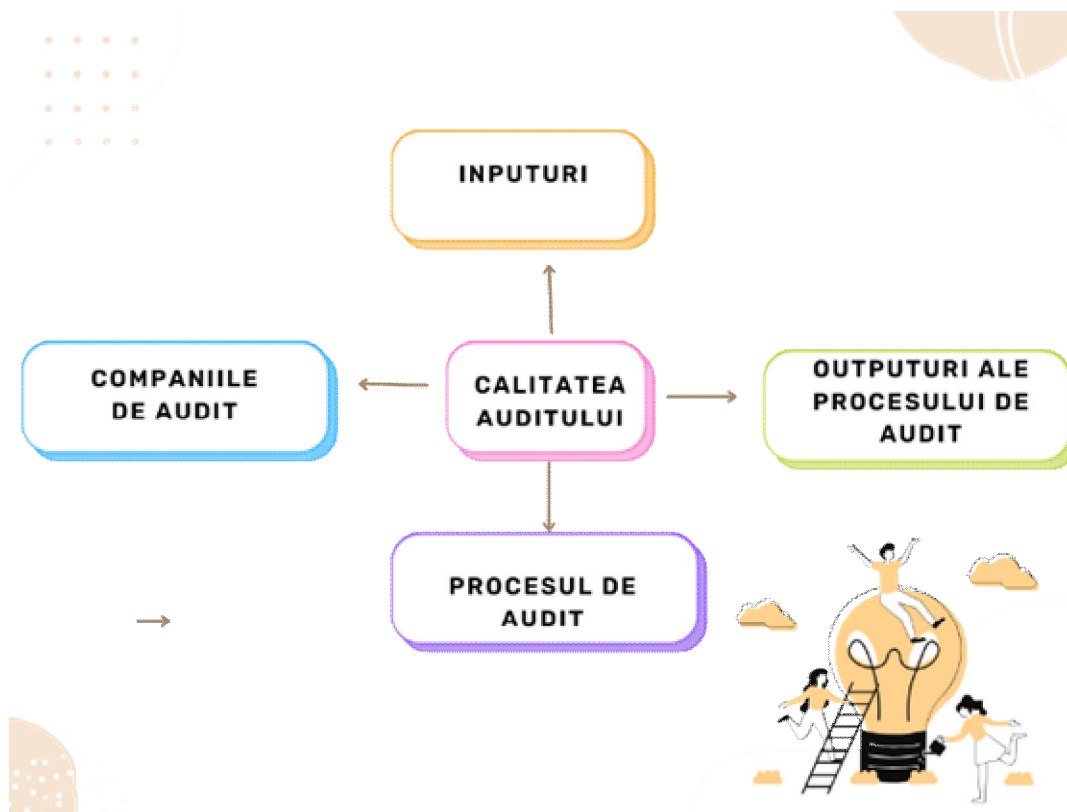 INPUTURI
COMPANIILE
DE AUDIT
CALITATEA
AUDITULUI
OUTPUTURI ALE
PROCESULUI DE
AUDIT
PROCESUL DE
AUDIT